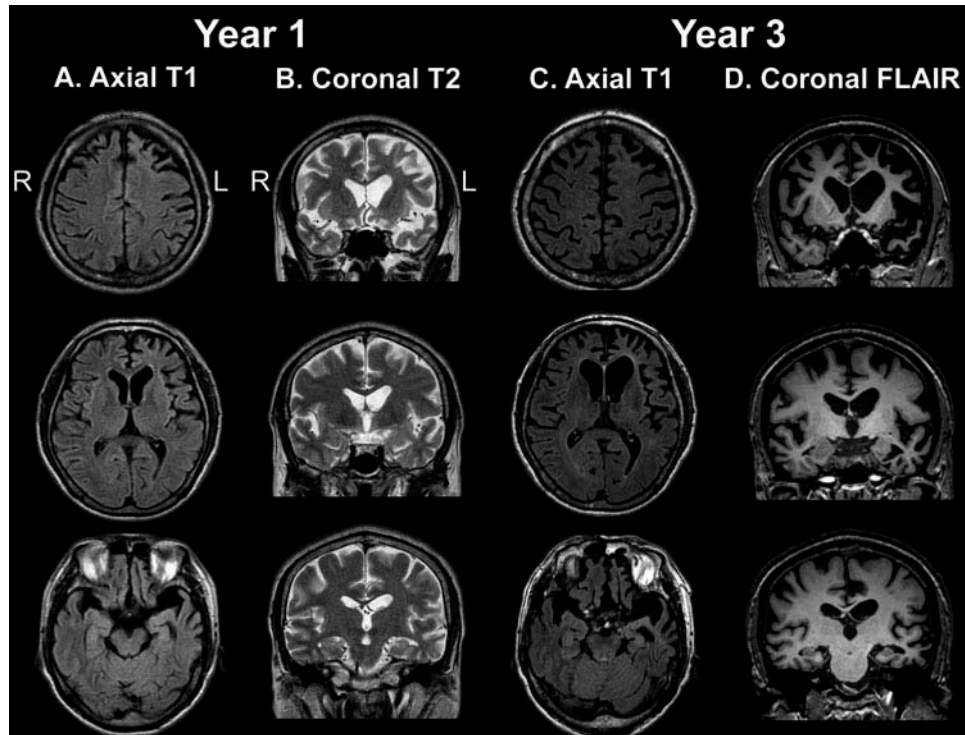 Year 1
Year 3
A. Axial T1
B. Coronal T2
C. Axial T1
D. Coronal FLAIR
R
L
R
L